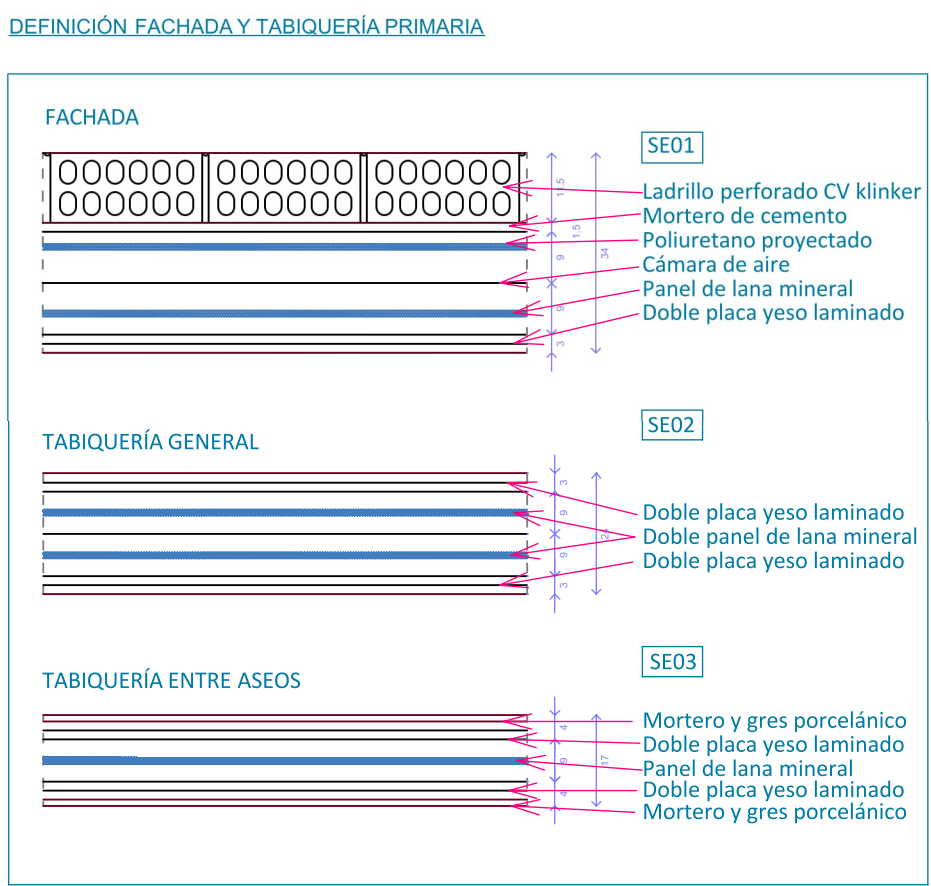 DEFINICIÓN FACHADA Y TABIQUERÍA PRIMARIA
FACHADA
SE01
Ladrillo perforado CV klinker
Mortero de cemento
Poliuretano proyectado
Cámara de aire
Panel de lana mineral
Doble placa yeso laminado
11.5
1.5
9
34
9
3
TABIQUERÍA GENERAL
SE02
Doble placa yeso laminado
Doble panel de lana mineral
Doble placa yeso laminado
3
9
9
24
3
TABIQUERÍA ENTRE ASEOS
SE03
Mortero y gres porcelánico
Doble placa yeso laminado
Panel de lana mineral
Doble placa yeso laminado
Mortero y gres porcelánico
4
9
17
4